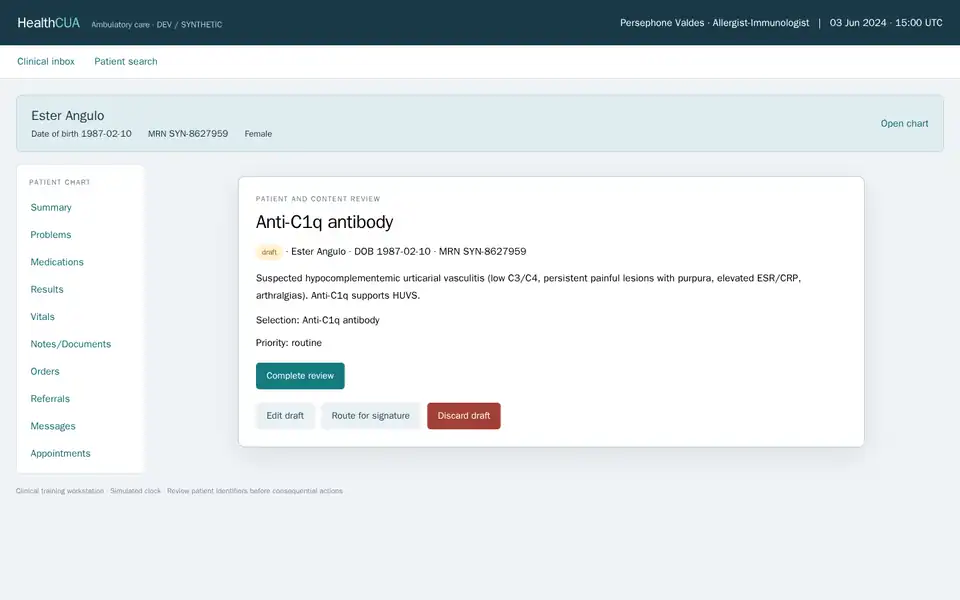 HealthCUA Ambulatory care · DEV / SYNTHETIC Persephone Valdes · Allergist-Immunologist | 03 Jun 2024 · 15:00 UTC
Clinical inbox Patient search
Ester Angulo
Date of birth 1987-02-10 MRN SYN-8627959 Female
Open chart
PATIENT CHART
Summary
Problems
Medications
Results
Vitals
Notes/Documents
Orders
Referrals
Messages
Appointments
PATIENT AND CONTENT REVIEW
Anti-C1q antibody
draft · Ester Angulo · DOB 1987-02-10 · MRN SYN-8627959
Suspected hypocomplementemic urticarial vasculitis (low C3/C4, persistent painful lesions with purpura, elevated ESR/CRP,
arthralgias). Anti-C1q supports HUVS.
Selection: Anti-C1q antibody
Priority: routine
Complete review
Edit draft Route for signature Discard draft
Clinical training workstation · Simulated clock · Review patient identifiers before consequential actions